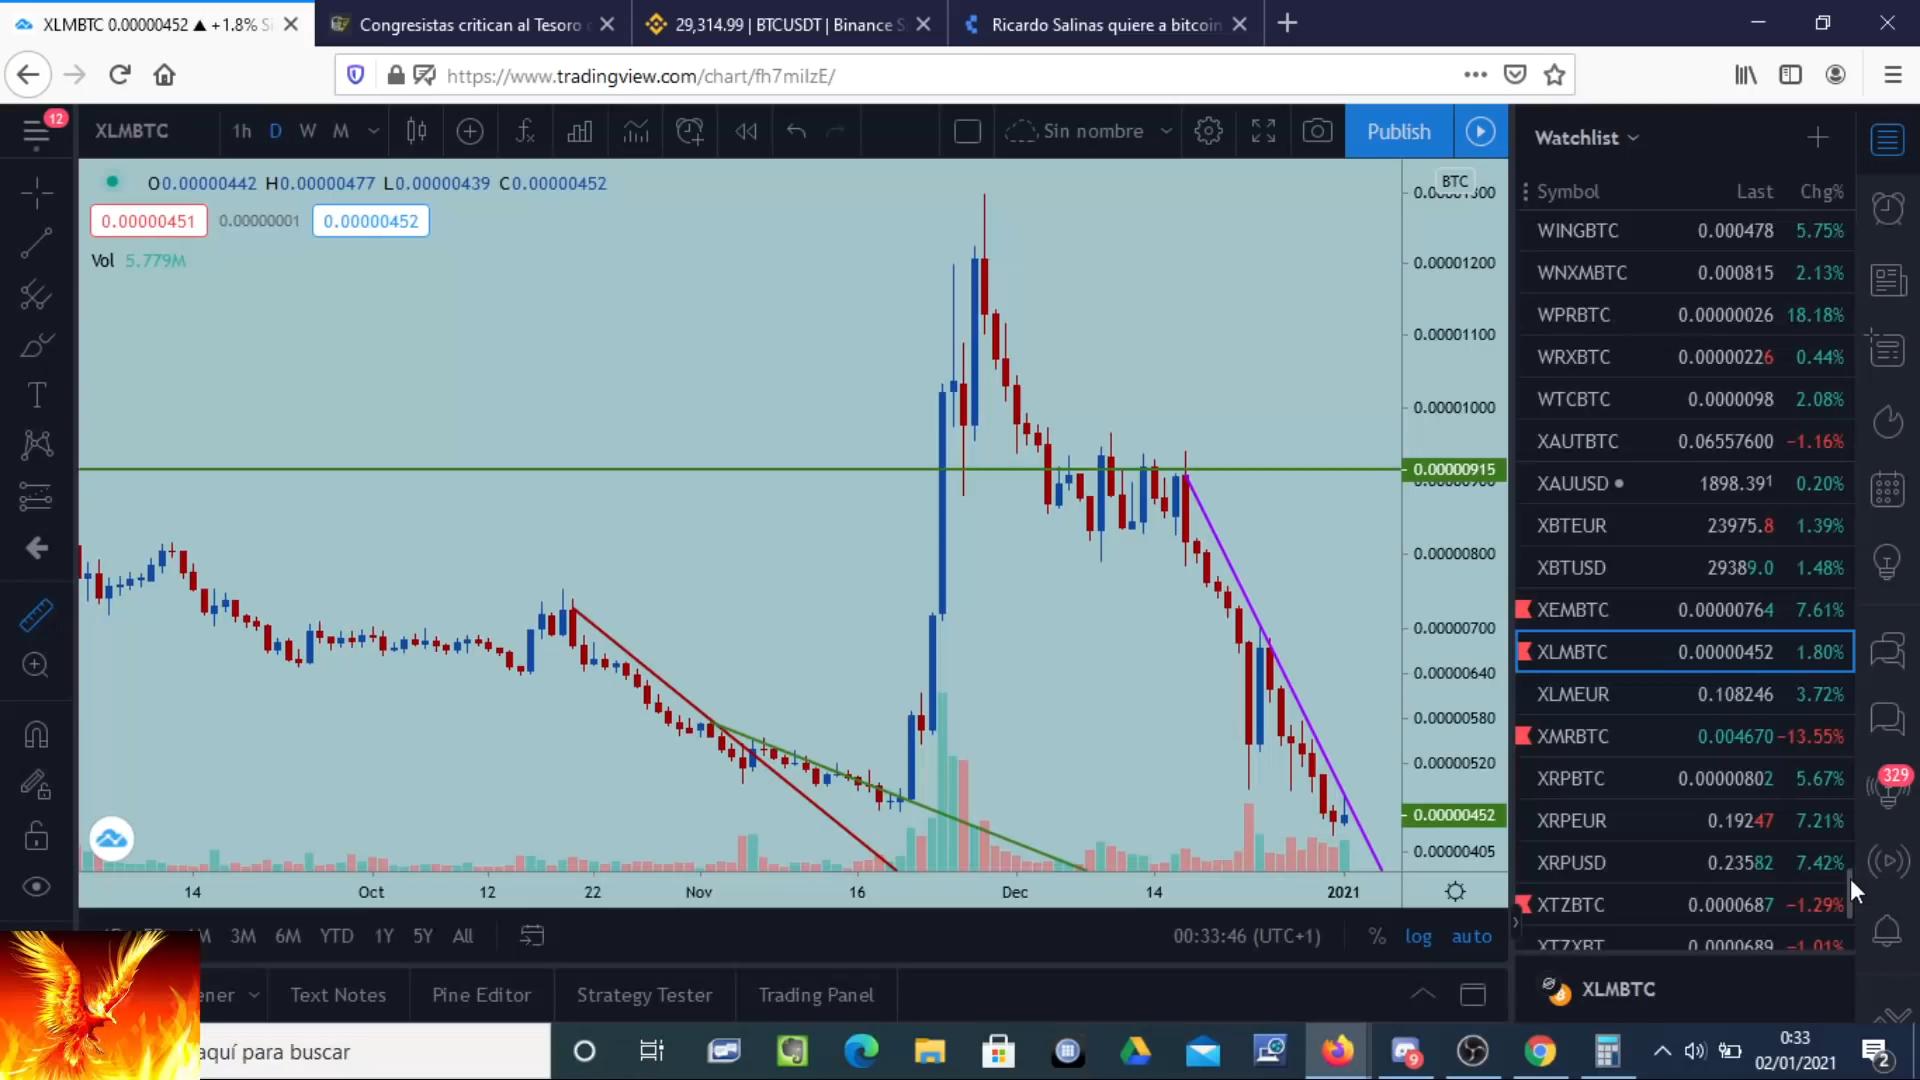 XLMBTC 0.00000452 ▲ +1.8% Si
Congresistas critican al Tesoro
29,314.99 | BTCUSDT | Binance S
Ricardo Salinas quiere a bitcoin
https://www.tradingview.com/chart/fh7miIzE/
12
XLMBTC
1h D W M
Sin nombre
Publish
O0.00000442 H0.00000477 L0.00000439 C0.00000452
0.00000451 0.00000001 0.00000452
Vol 5.779M
BTC
0.00001200
0.00001100
0.00001000
0.00000915
0.00000800
0.00000700
0.00000640
0.00000580
0.00000520
0.00000452
0.00000405
14 Oct 12 22 Nov 16 Dec 14 2021
3M 6M YTD 1Y 5Y All
00:33:46 (UTC+1) % log auto
ener Text Notes Pine Editor Strategy Tester Trading Panel
Watchlist
Symbol Last Chg%
WINGBTC 0.000478 5.75%
WNXMBTC 0.000815 2.13%
WPRBTC 0.00000026 18.18%
WRXBTC 0.00000226 0.44%
WTCBTC 0.0000098 2.08%
XAUTBTC 0.06557600 −1.16%
XAUUSD 1898.391 0.20%
XBTEUR 23975.8 1.39%
XBTUSD 29389.0 1.48%
XEMBTC 0.00000764 7.61%
XLMBTC 0.00000452 1.80%
XLMEUR 0.108246 3.72%
XMRBTC 0.004670 −13.55%
XRPBTC 0.00000802 5.67%
XRPEUR 0.19247 7.21%
XRPUSD 0.23582 7.42%
XTZBTC 0.0000687 −1.29%
XTZXBT 0.0000689 −1.01%
XLMBTC
329
aquí para buscar
9
0:33
02/01/2021
2